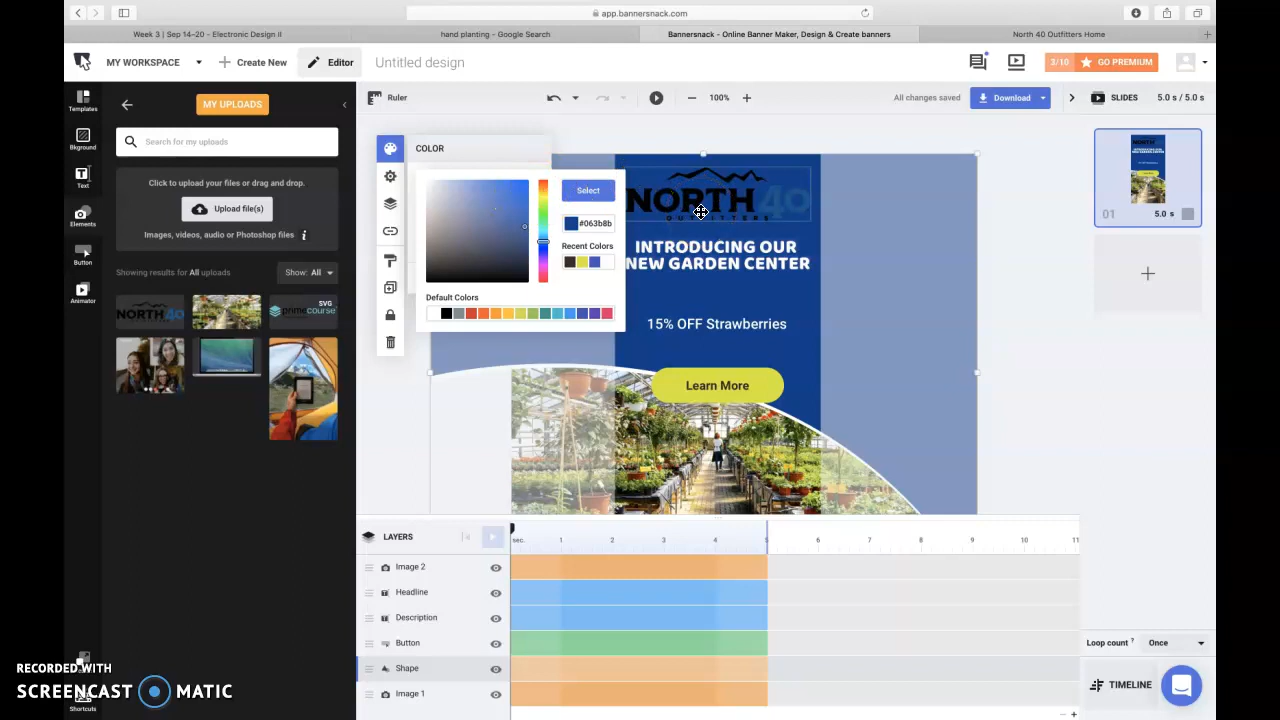 app.bannersnack.com
Week 3 | Sep 14–20 - Electronic Design II
hand planting - Google Search
Bannersnack - Online Banner Maker, Design & Create banners
North 40 Outfitters Home
MY WORKSPACE
Create New
Editor
Untitled design
3/10
GO PREMIUM
Templates
Bkground
Text
Elements
Button
Animator
Shortcuts
MY UPLOADS
Search for my uploads
Click to upload your files or drag and drop.
Upload file(s)
Images, videos, audio or Photoshop files
Showing results for All uploads
Show: All
NORTH 40
SVG
primecourse
Ruler
100%
All changes saved
Download
SLIDES
5.0 s / 5.0 s
COLOR
Select
#063b8b
Recent Colors
Default Colors
NORTH 40
OUTFITTERS
INTRODUCING OUR
NEW GARDEN CENTER
15% OFF Strawberries
Learn More
01
5.0 s
LAYERS
sec.
1
2
3
4
5
6
7
8
9
10
11
Image 2
Headline
Description
Button
Shape
Image 1
Loop count ?
Once
TIMELINE
RECORDED WITH
SCREENCAST MATIC